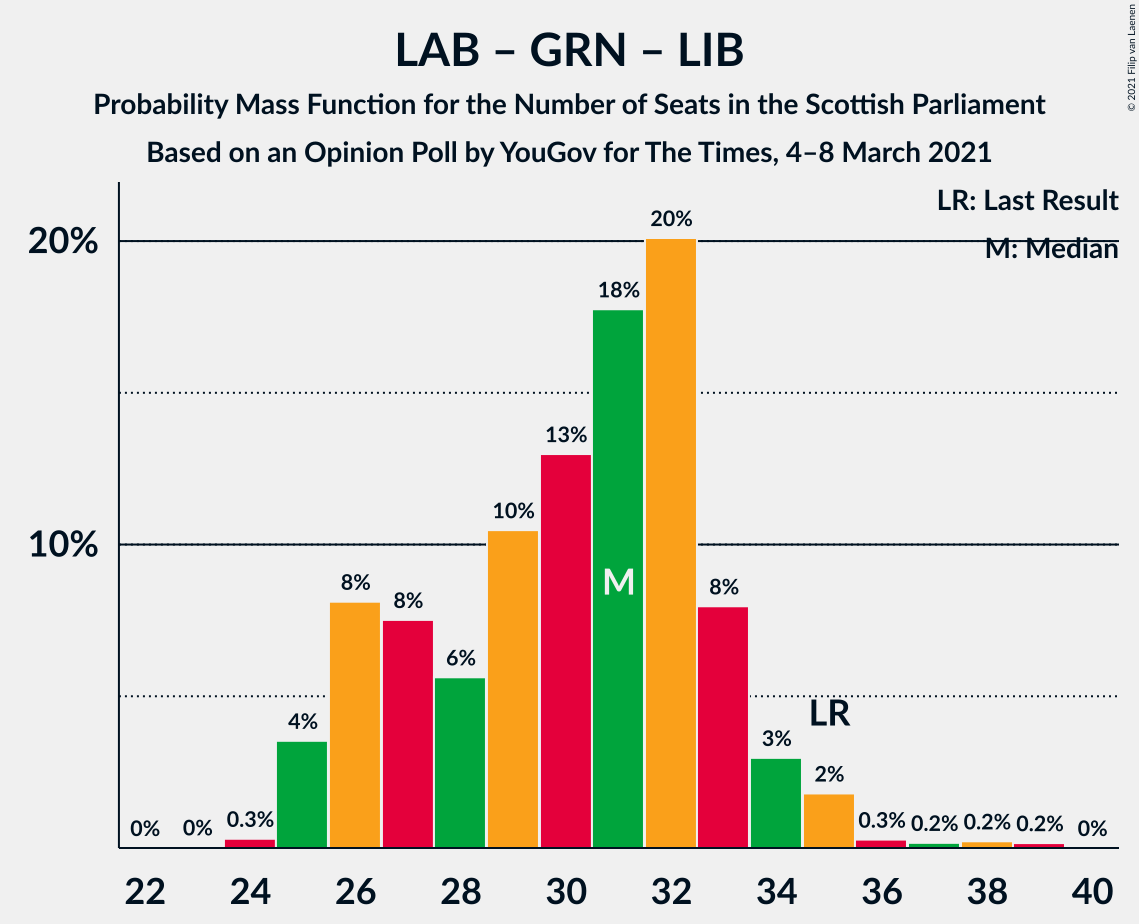 LAB – GRN – LIB
Probability Mass Function for the Number of Seats in the Scottish Parliament
Based on an Opinion Poll by YouGov for The Times, 4–8 March 2021
© 2021 Filip van Laenen
LR: Last Result
M: Median
20%
10%
0%
0%
0.3%
4%
8%
8%
6%
10%
13%
18%
20%
8%
3%
2%
0.3%
0.2%
0.2%
0.2%
0%
M
LR
22 24 26 28 30 32 34 36 38 40